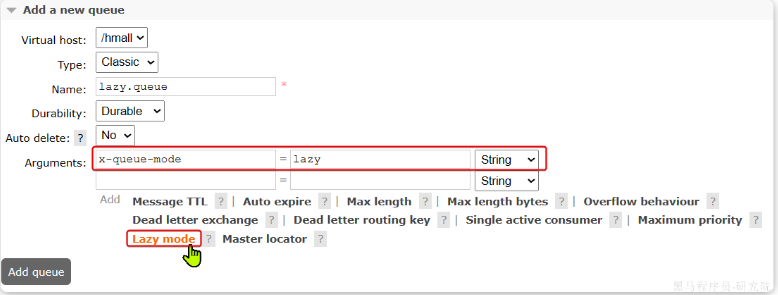 Add a new queue
Virtual host: /hmall
Type: Classic
Name: lazy.queue *
Durability: Durable
Auto delete: ? No
Arguments: x-queue-mode = lazy String
= String
Add Message TTL ? | Auto expire ? | Max length ? | Max length bytes ? | Overflow behaviour ?
Dead letter exchange ? | Dead letter routing key ? | Single active consumer ? | Maximum priority ?
Lazy mode ? Master locator ?
Add queue
黑马程序员-研究院